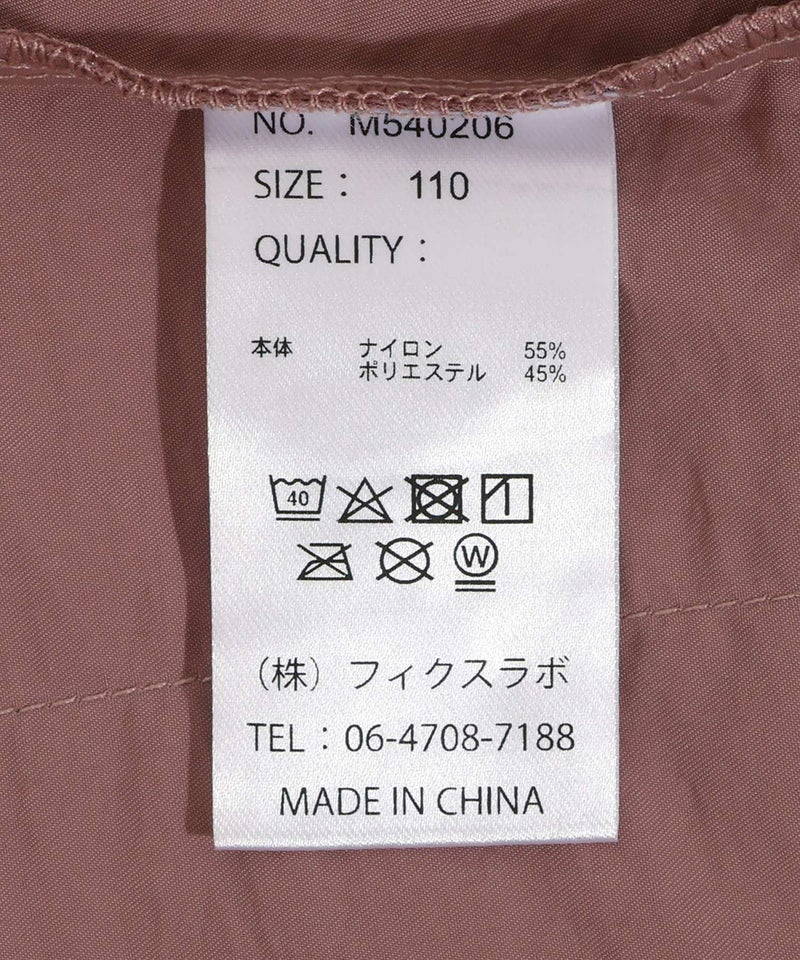 NO. M540206
SIZE： 110
QUALITY：
本体 ナイロン 55%
ポリエステル 45%
40
W
（株）フィクスラボ
TEL：06-4708-7188
MADE IN CHINA